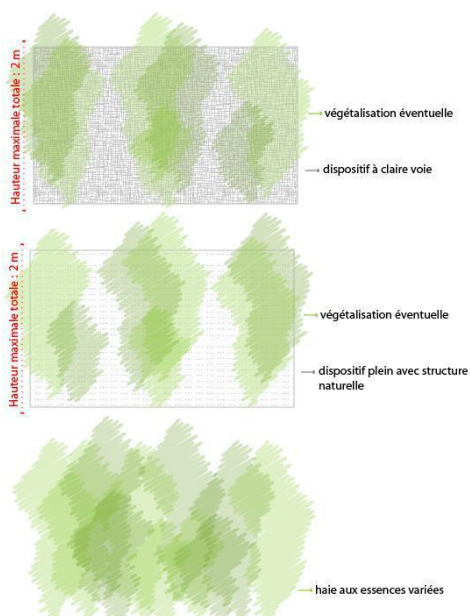 Hauteur maximale totale : 2 m
végétalisation éventuelle
dispositif à claire voie
Hauteur maximale totale : 2 m
végétalisation éventuelle
dispositif plein avec structure
naturelle
haie aux essences variées